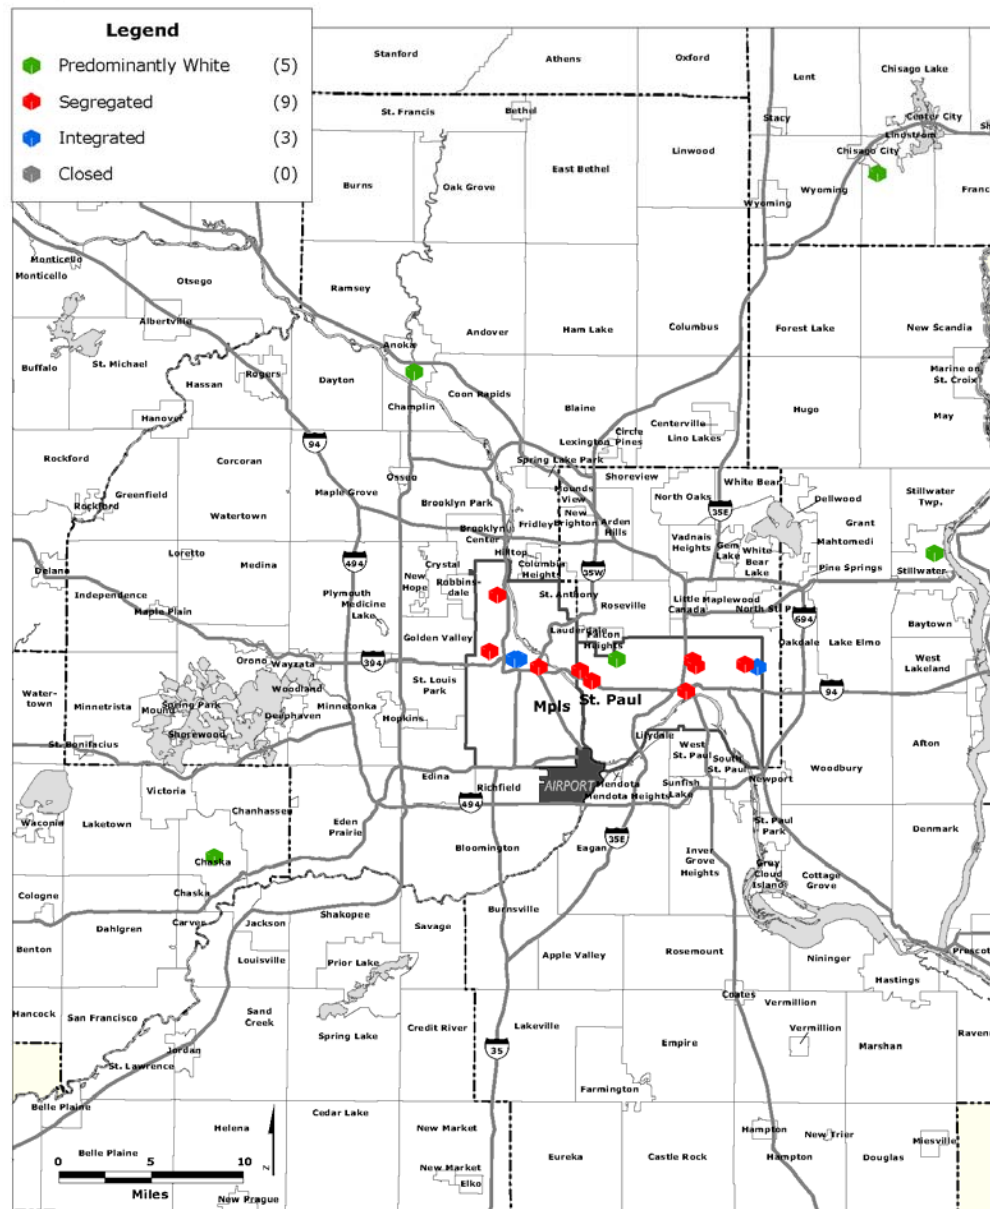 Legend
Predominantly White (5)
Segregated (9)
Integrated (3)
Closed (0)
Stanford
Athens
Oxford
Lent
Chisago Lake
St. Francis
Bethel
Stacy
Center City
Lindstrom
Chisago City
Linwood
East Bethel
Burns
Oak Grove
Wyoming
Wyoming
Franc
Monticello
Monticello
Otsego
Ramsey
Albertville
Andover
Ham Lake
Columbus
Forest Lake
New Scandia
Anoka
Buffalo
St. Michael
Rogers
Hassan
Dayton
Champlin
Coon Rapids
Blaine
Marine on
St. Croix
Hugo
May
Hanover
Centerville
Circle
Pines
Lexington
Lino Lakes
94
Rockford
Corcoran
Spring Lake Park
Shoreview
Osseo
Greenfield
Maple Grove
Mounds
View
North Oaks
White Bear
Dellwood
Stillwater
Twp.
Rockford
Watertown
Brooklyn Park
New
Brighton
35E
Grant
Brooklyn
Center
Fridley
Arden
Hills
Vadnais
Heights
Gem
Lake
White
Bear
Lake
Mahtomedi
Loretto
Medina
494
Hilltop
Crystal
Columbia
Heights
35W
Pine Springs
Stillwater
Delano
Independence
New
Hope
Robbins-
dale
St. Anthony
Plymouth
Medicine
Lake
Little
Canada
Maplewood
North St. P
Maple Plain
Roseville
694
Baytown
Golden Valley
Lauderdale
Falcon
Heights
Oakdale
Lake Elmo
Orono
Wayzata
394
West
Lakeland
Water-
town
Woodland
St. Louis
Park
94
Minnetrista
Mound
Spring Park
Minnetonka
Deephaven
Hopkins
Mpls
St. Paul
Shorewood
St. Bonifacius
Lilydale
West
St. Paul
South
St. Paul
Afton
Edina
Richfield
AIRPORT
Mendota
Mendota Heights
Sunfish
Lake
Newport
Woodbury
Victoria
Chanhassen
494
Waconia
Laketown
Eden
Prairie
35E
St. Paul
Park
Denmark
Bloomington
Eagan
Inver
Grove
Heights
Chaska
Grey
Cloud
Island
Cottage
Grove
Cologne
Chaska
Carver
Dahlgren
Jackson
Shakopee
Burnsville
Savage
Benton
Louisville
Prior Lake
Apple Valley
Rosemount
Nininger
Prescot
Hastings
Coates
Vermillion
Hancock
San Francisco
Sand
Creek
Spring Lake
Credit River
Lakeville
Vermillion
Raven
Empire
Marshan
35
Jordan
St. Lawrence
Farmington
Belle Plaine
Cedar Lake
Helena
New Market
Hampton
New Trier
Miesville
Belle Plaine
Eureka
Castle Rock
Hampton
Douglas
New Market
Elko
0 5 10
Miles
z
New Prague